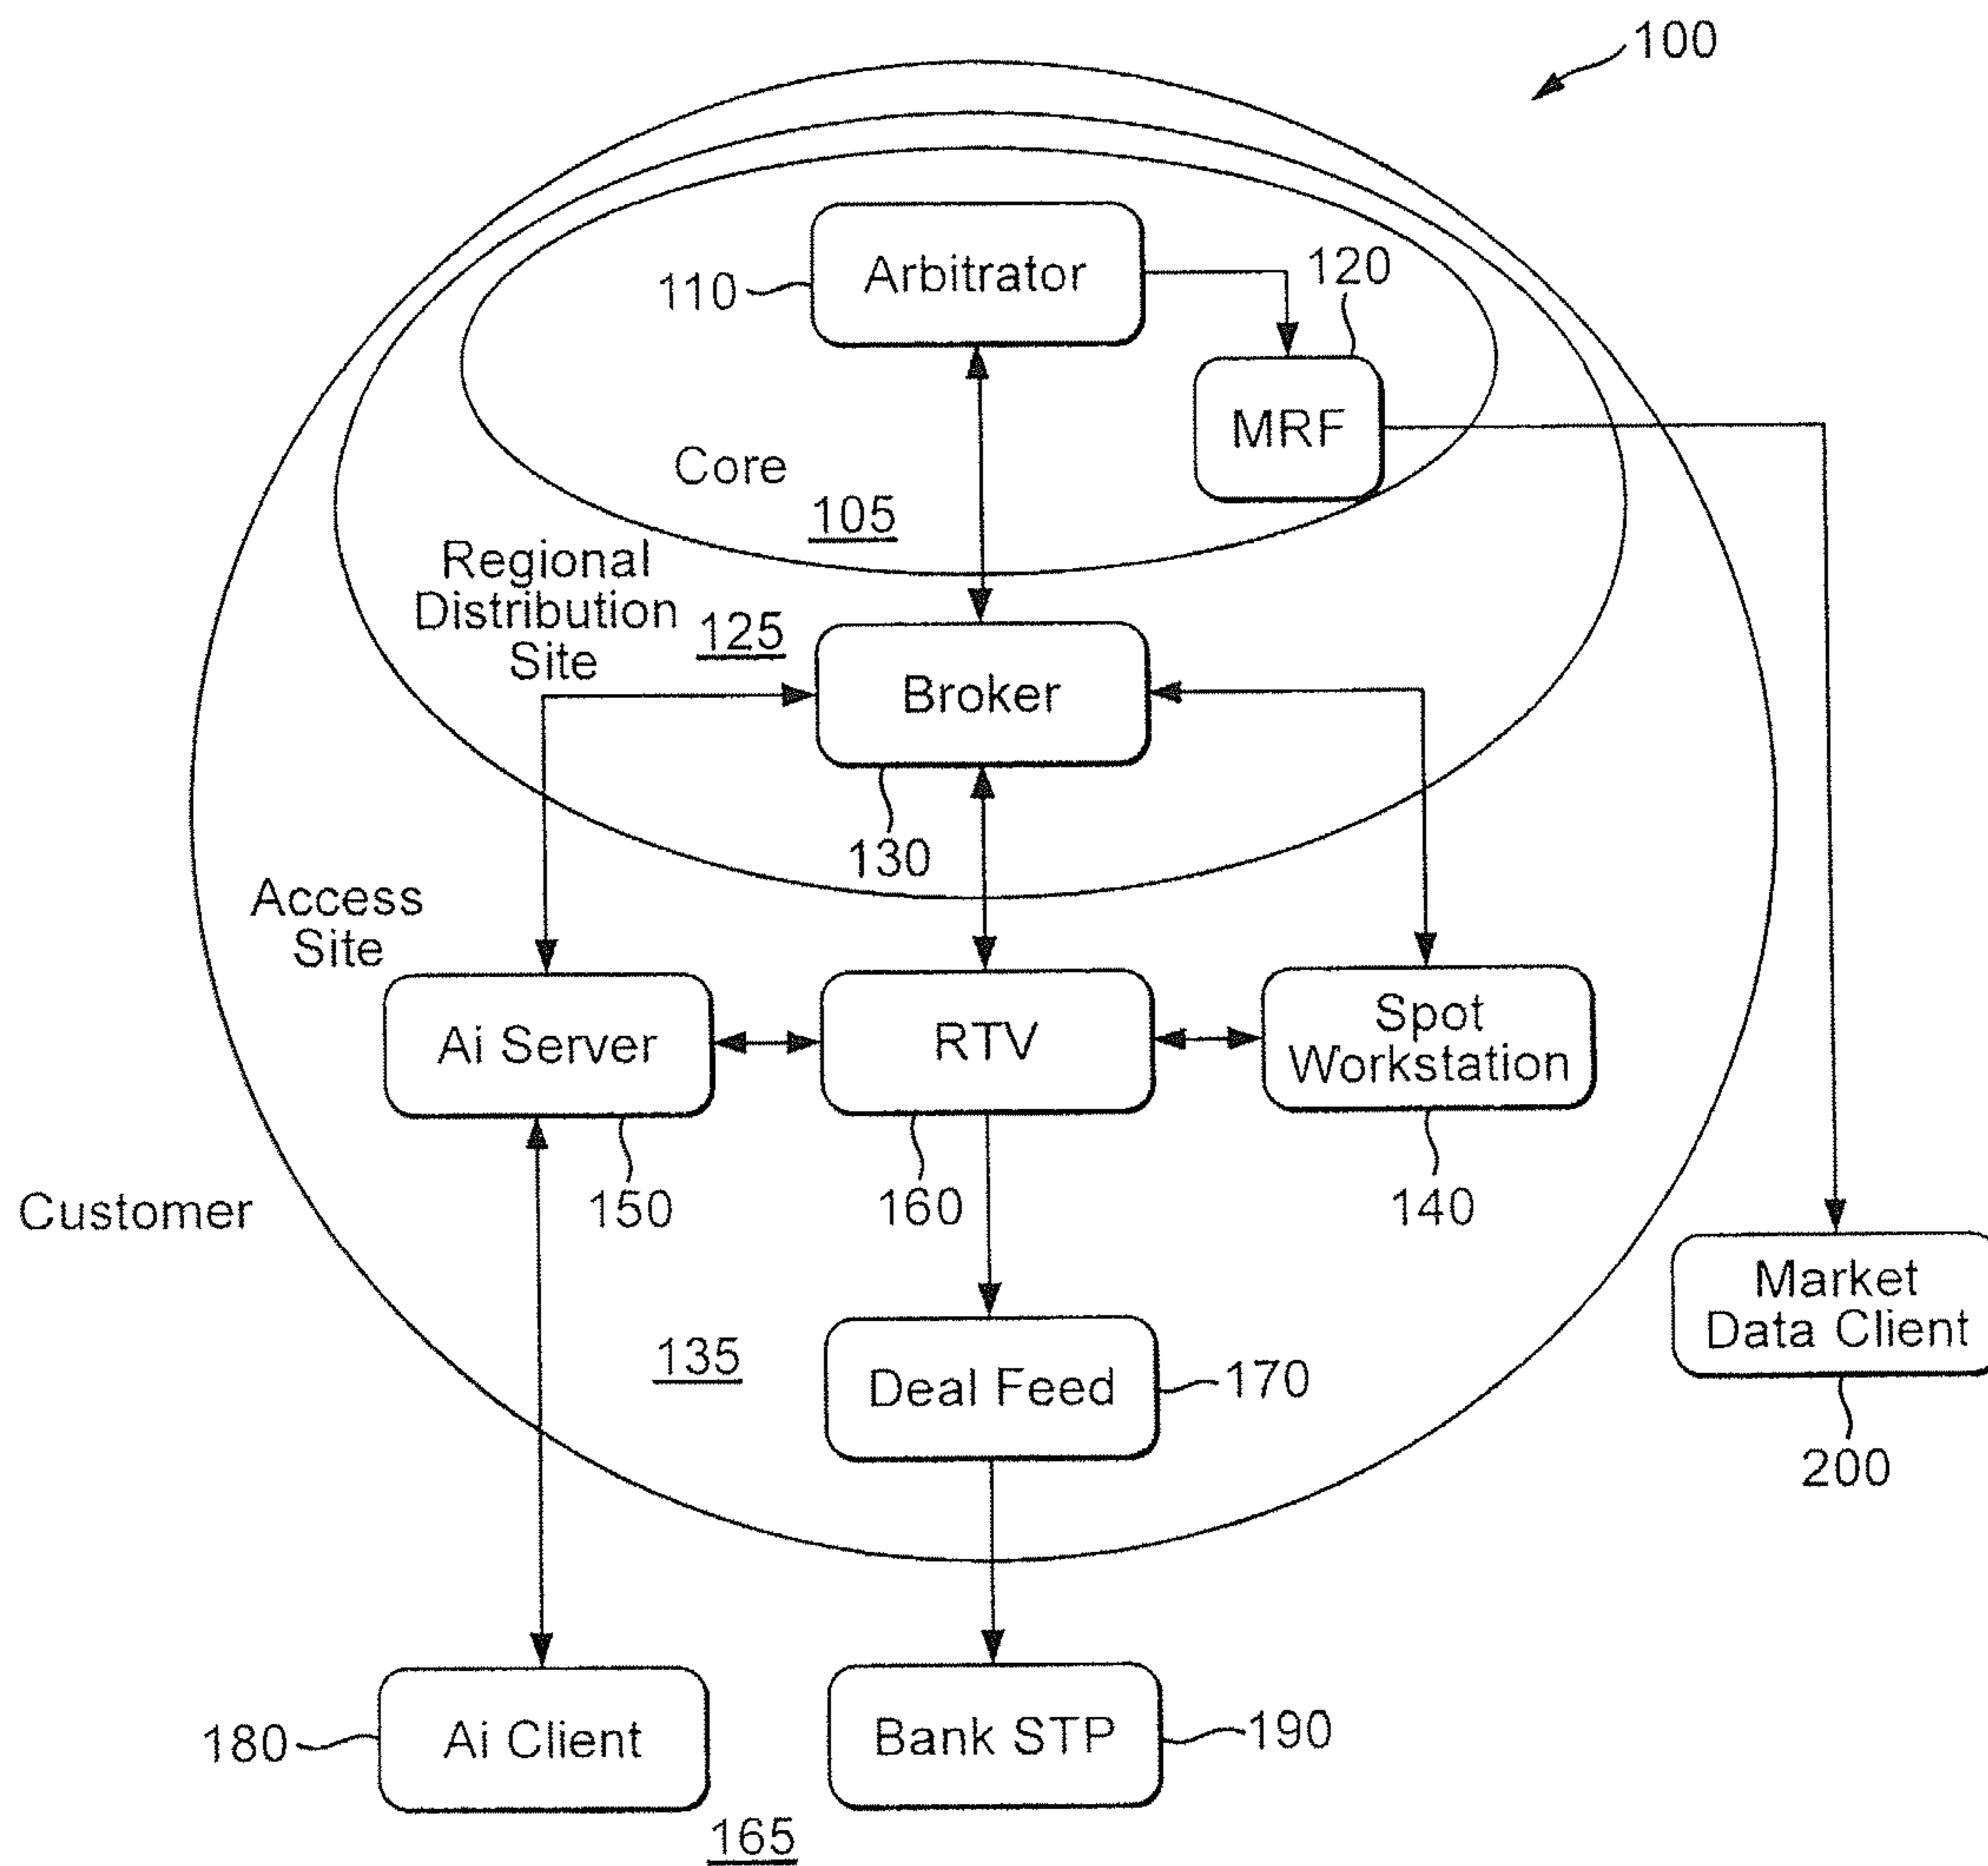 100
Arbitrator
110
120
MRF
Core
105
Regional
Distribution
Site
125
Broker
130
Access
Site
Ai Server
RTV
Spot
Workstation
150
160
140
Customer
Market
Data Client
200
135
Deal Feed
170
Ai Client
180
Bank STP
190
165